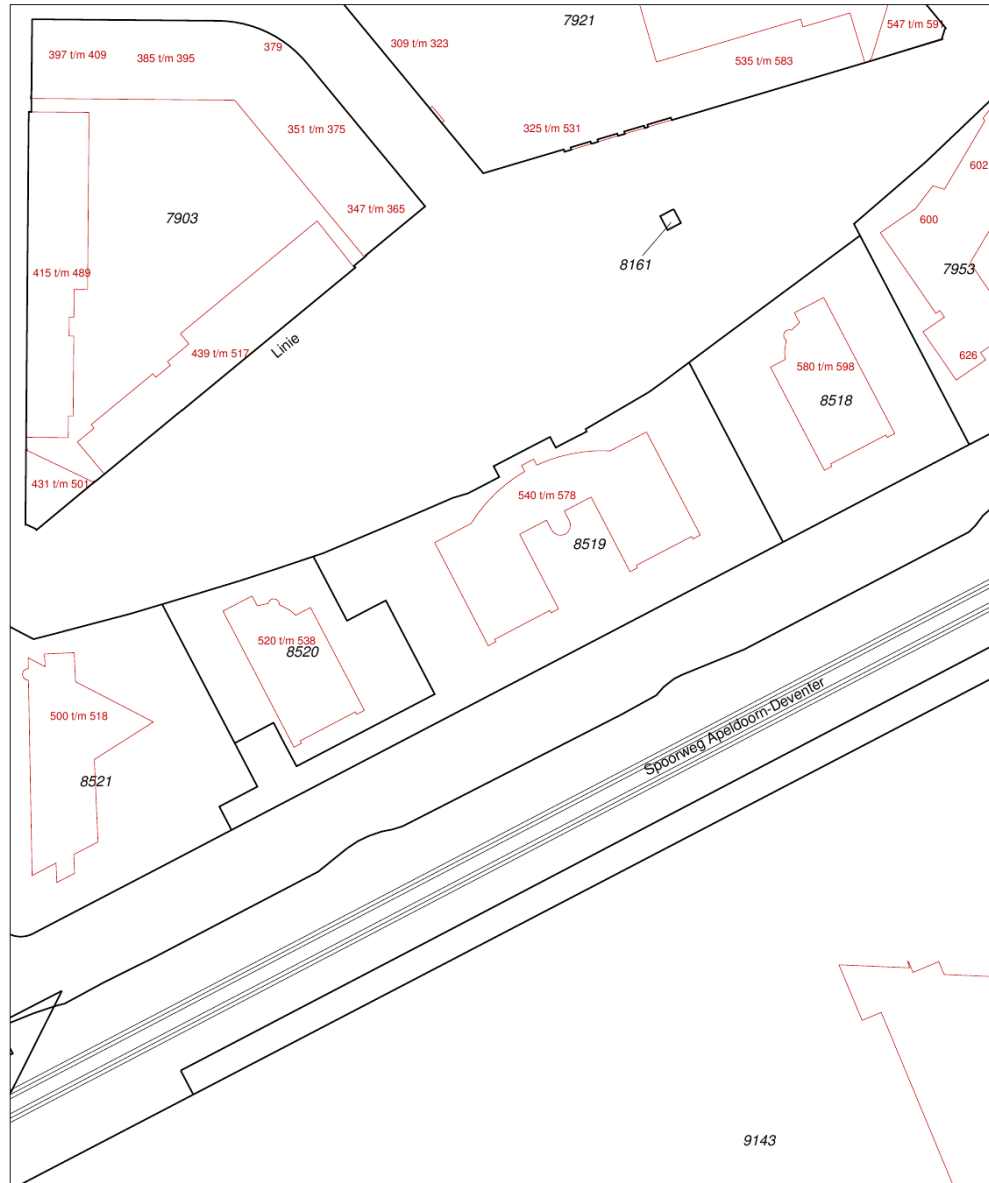 7921
547 t/m 591
397 t/m 409
385 t/m 395
379
309 t/m 323
535 t/m 583
351 t/m 375
325 t/m 531
602
347 t/m 365
7903
600
8161
7953
415 t/m 489
Linie
439 t/m 517
626
580 t/m 598
8518
431 t/m 501
540 t/m 578
8519
520 t/m 538
8520
500 t/m 518
8521
Spoorweg Apeldoorn-Deventer
9143